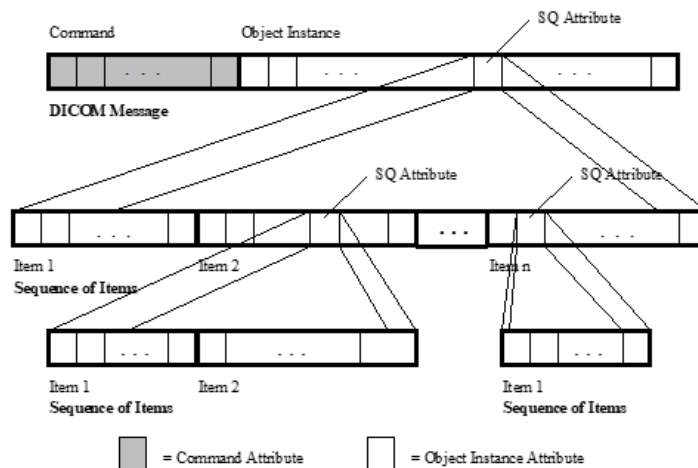 SQ Attribute
Command
Object Instance
. . .
. . .
. . .
DICOM Message
SQ Attribute
SQ Attribute
. . .
. . .
. . .
Item 1
Item 2
Item n
Sequence of Items
. . .
. . .
. . .
Item 1
Item 2
Item 1
Sequence of Items
Sequence of Items
= Command Attribute
= Object Instance Attribute